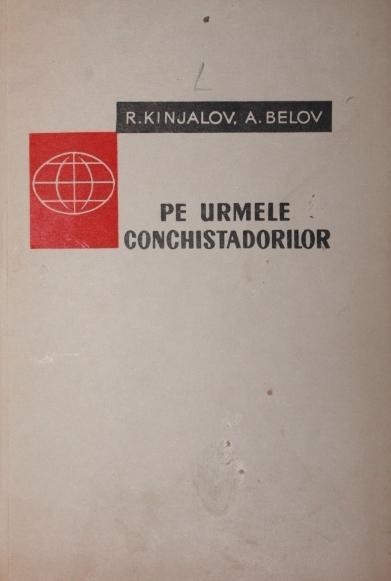 R. KINJALOV, A. BELOV
PE URMELE
CONCHISTADORILOR